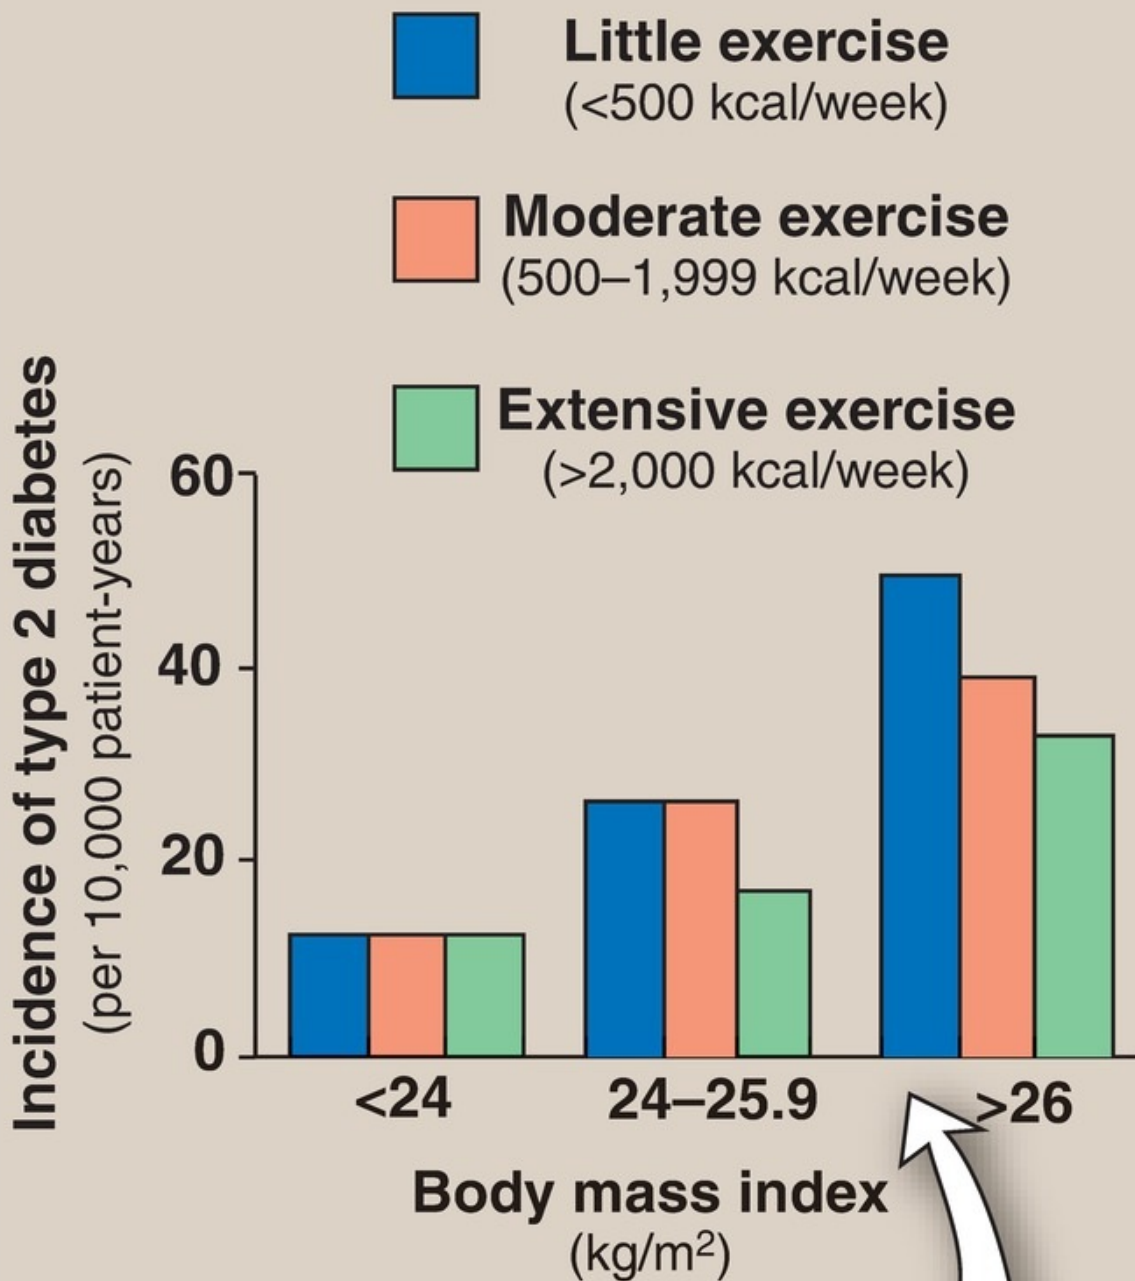 Little exercise
(<500 kcal/week)
Moderate exercise
(500–1,999 kcal/week)
Extensive exercise
(>2,000 kcal/week)
Incidence of type 2 diabetes
(per 10,000 patient-years)
60
40
20
0
<24
24–25.9
>26
Body mass index
(kg/m²)